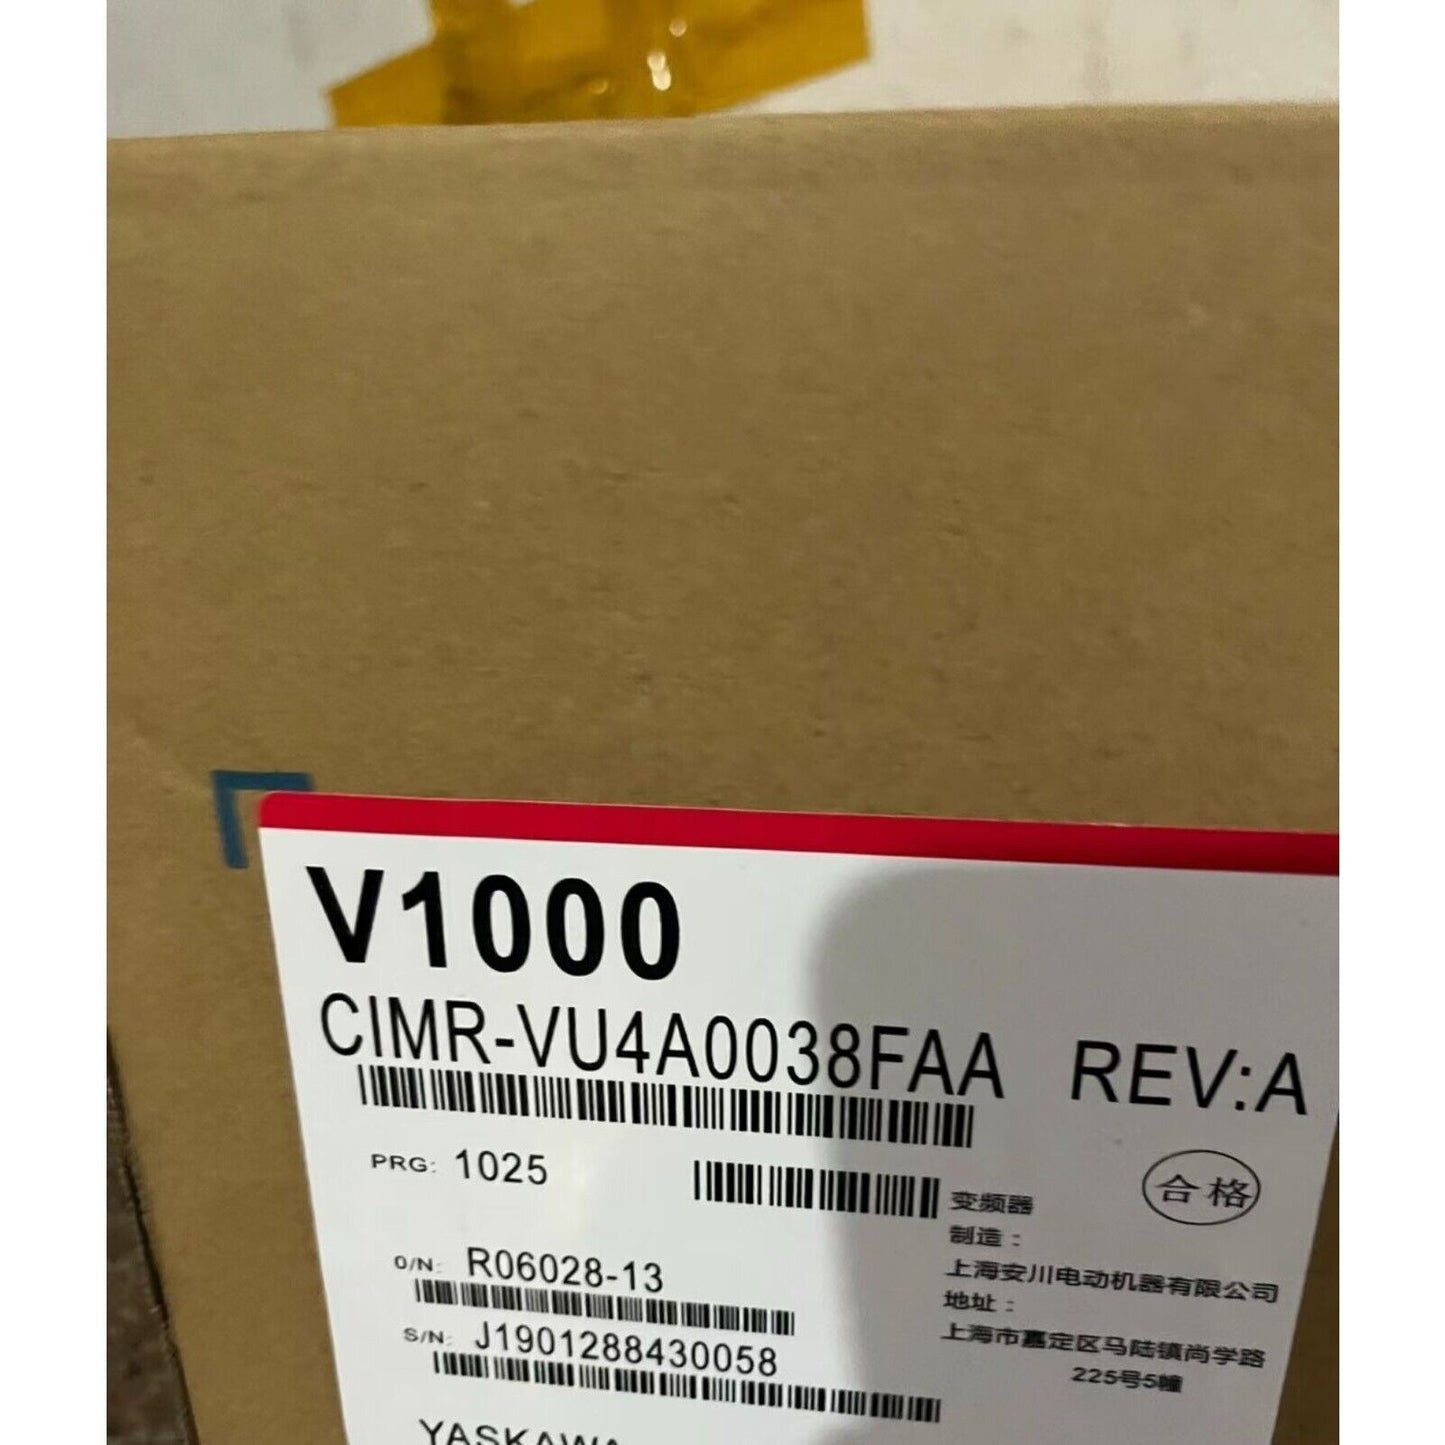 V1000
CIMR-VU4A0038FAA REV:A
PRG: 1025
合格
变频器
制造：
上海安川电动机器有限公司
地址：
上海市嘉定区马陆镇尚学路
225号5幢
O/N: R06028-13
S/N: J1901288430058
YASKAWA